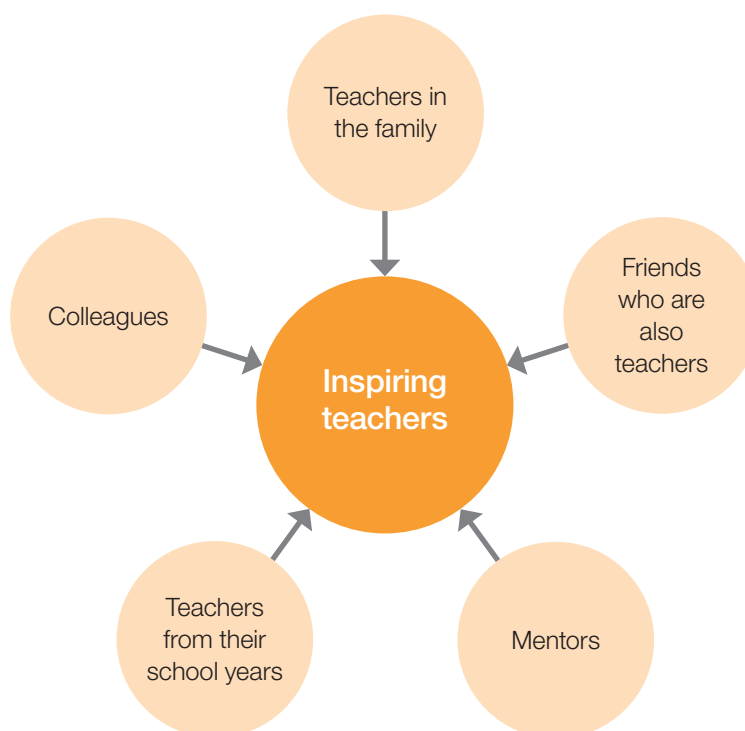 Teachers in
the family
Colleagues
Friends
who are
also
teachers
Inspiring
teachers
Teachers
from their
school years
Mentors